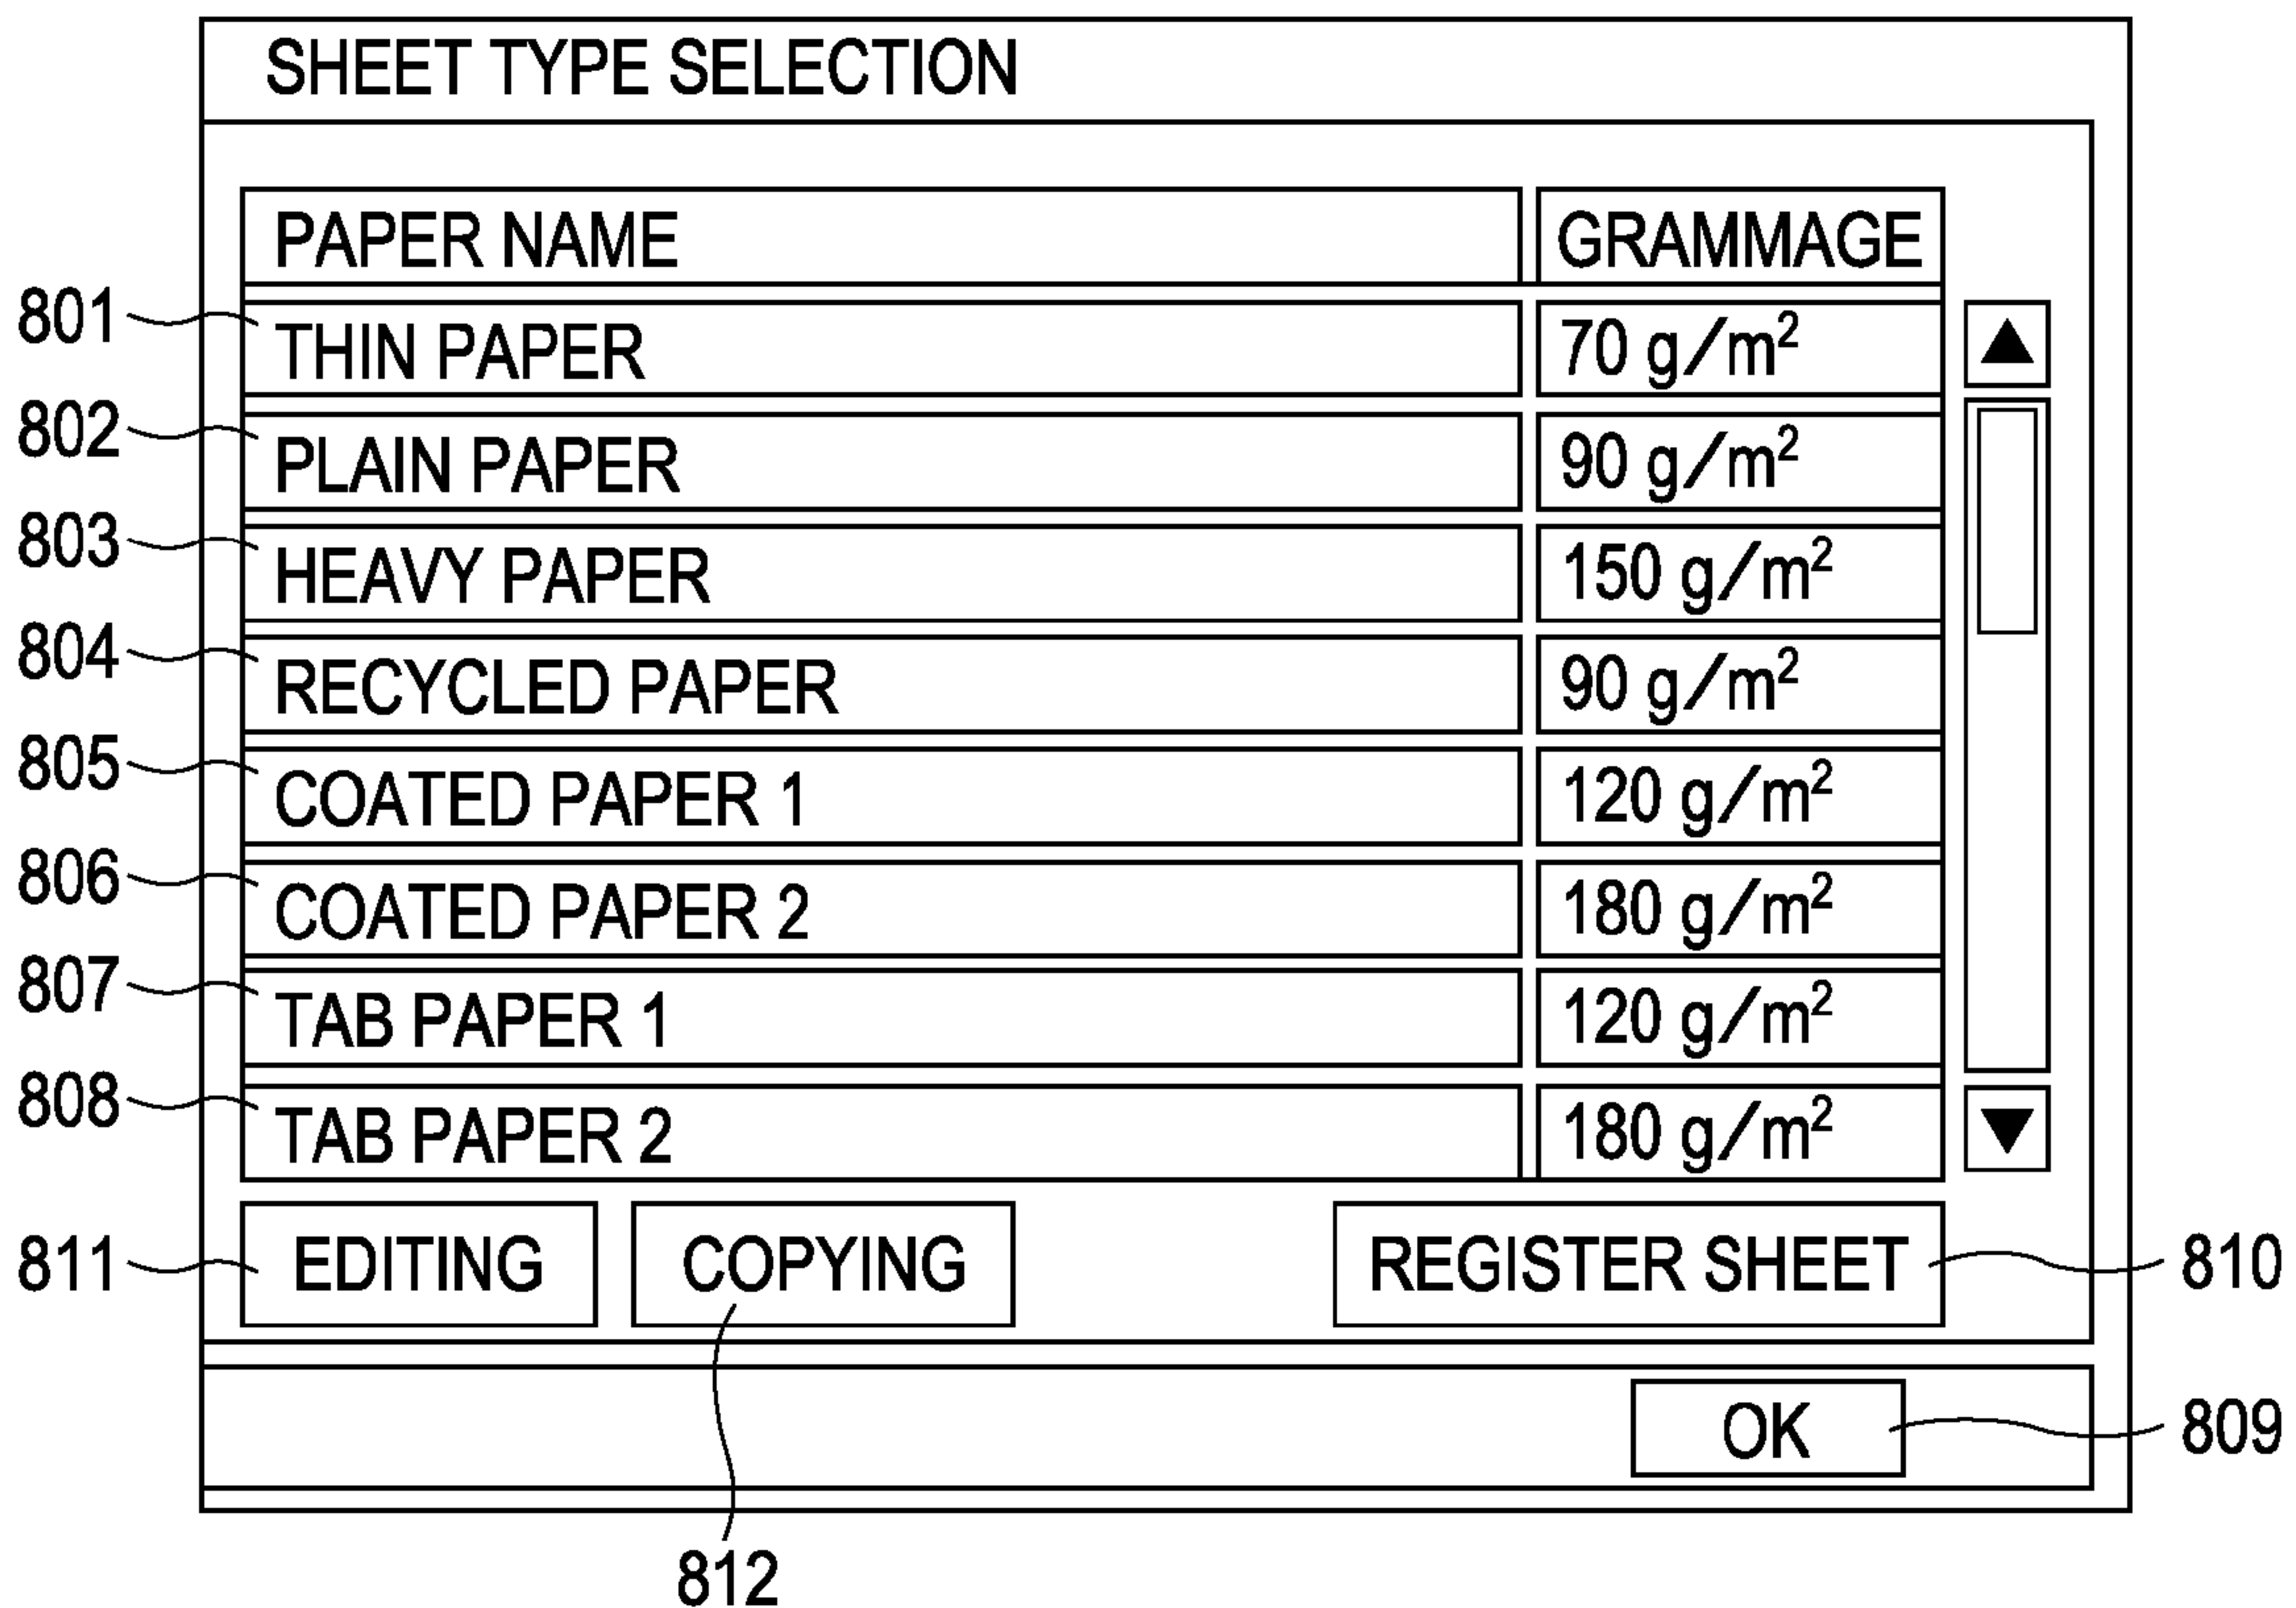 SHEET TYPE SELECTION
PAPER NAME GRAMMAGE
801 THIN PAPER 70 g/m²
802 PLAIN PAPER 90 g/m²
803 HEAVY PAPER 150 g/m²
804 RECYCLED PAPER 90 g/m²
805 COATED PAPER 1 120 g/m²
806 COATED PAPER 2 180 g/m²
807 TAB PAPER 1 120 g/m²
808 TAB PAPER 2 180 g/m²
811 EDITING COPYING REGISTER SHEET 810
OK 809
812